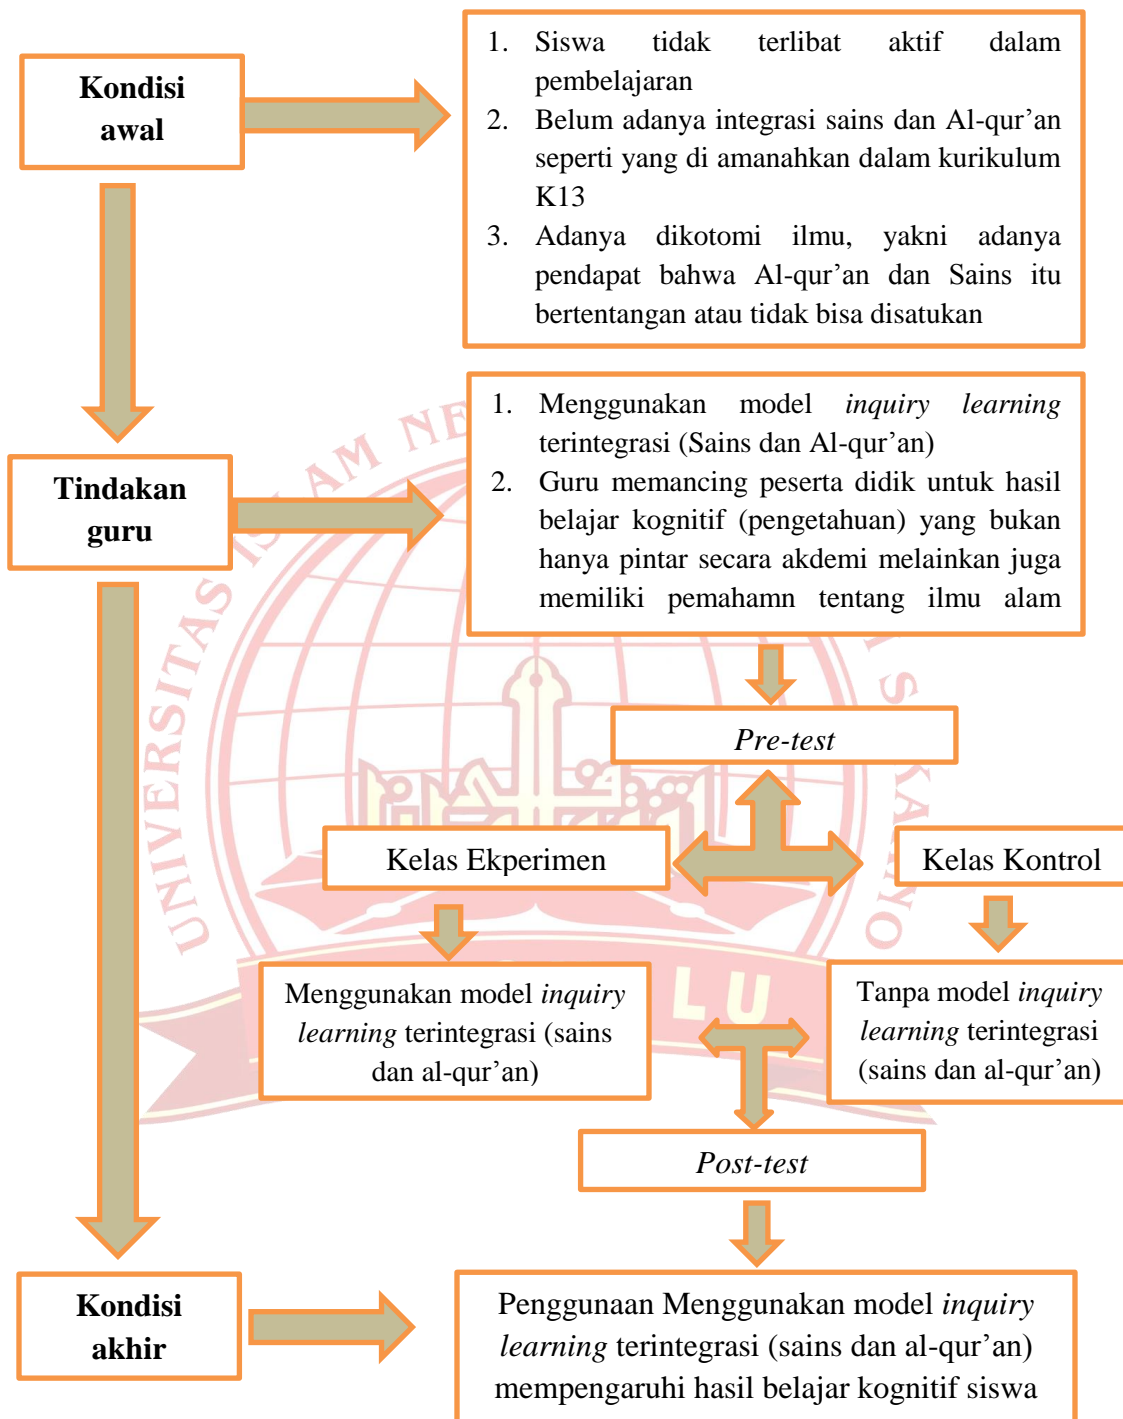 Kondisi
awal
1. Siswa tidak terlibat aktif dalam
pembelajaran
2. Belum adanya integrasi sains dan Al-qur’an
seperti yang di amanahkan dalam kurikulum
K13
3. Adanya dikotomi ilmu, yakni adanya
pendapat bahwa Al-qur’an dan Sains itu
bertentangan atau tidak bisa disatukan
Tindakan
guru
1. Menggunakan model inquiry learning
terintegrasi (Sains dan Al-qur’an)
2. Guru memancing peserta didik untuk hasil
belajar kognitif (pengetahuan) yang bukan
hanya pintar secara akdemi melainkan juga
memiliki pemahamn tentang ilmu alam
Pre-test
Kelas Ekperimen
Kelas Kontrol
Menggunakan model inquiry
learning terintegrasi (sains
dan al-qur’an)
Tanpa model inquiry
learning terintegrasi
(sains dan al-qur’an)
Post-test
Kondisi
akhir
Penggunaan Menggunakan model inquiry
learning terintegrasi (sains dan al-qur’an)
mempengaruhi hasil belajar kognitif siswa
UNIVERSITAS